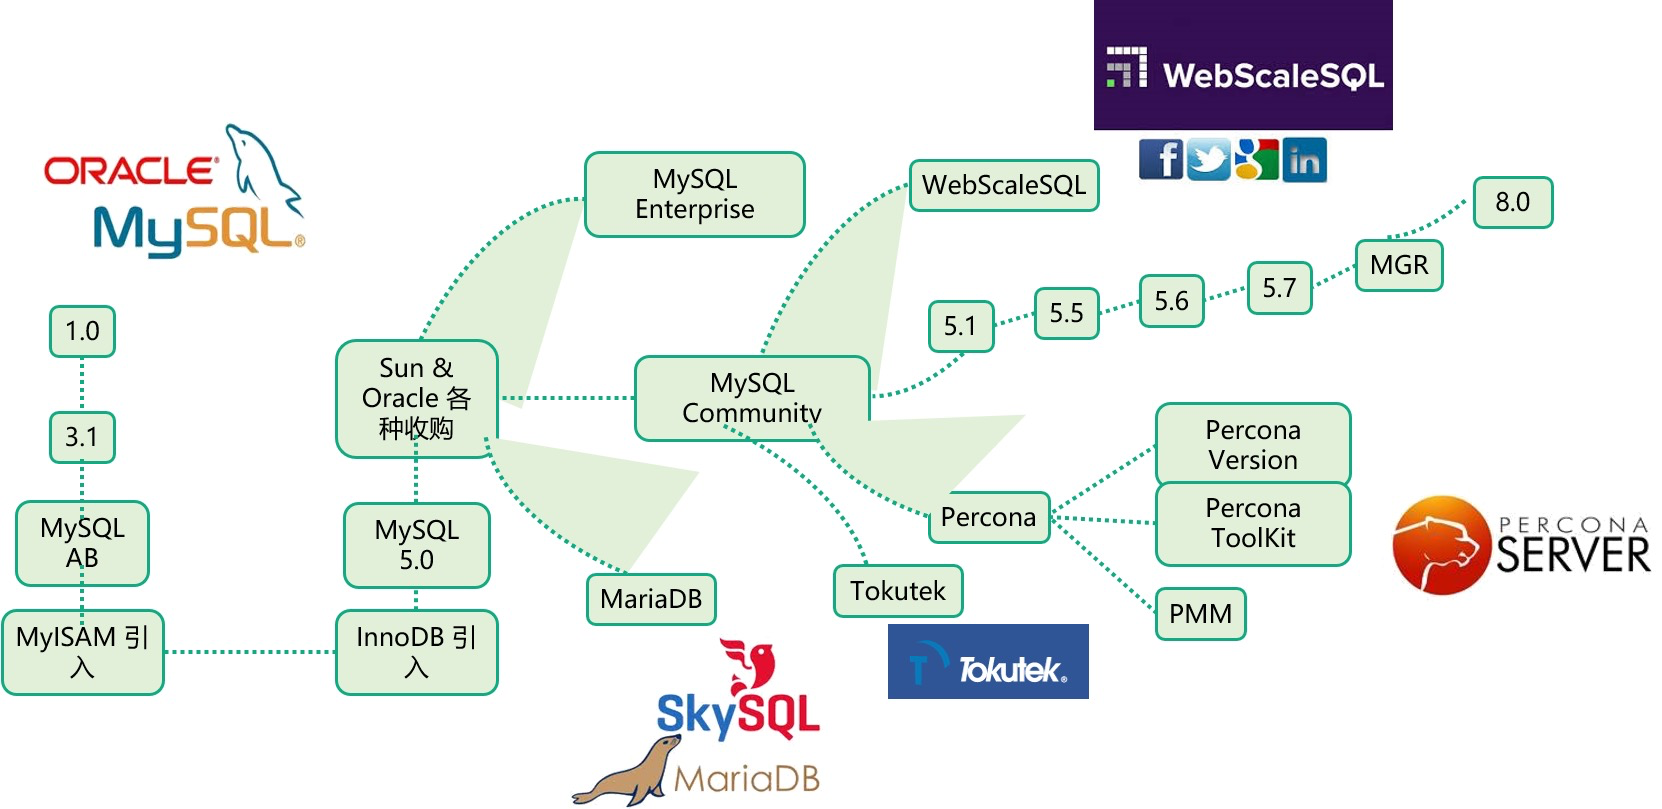 ORACLE®
MySQL®
1.0
3.1
MySQL
AB
MyISAM 引
入
InnoDB 引
入
MySQL
5.0
Sun &
Oracle 各
种收购
MySQL
Enterprise
MySQL
Community
MariaDB
SkySQL
MariaDB
WebScaleSQL
f
in
WebScaleSQL
5.1
5.5
5.6
5.7
MGR
8.0
Tokutek
T Tokutek®
Percona
Percona
Version
Percona
ToolKit
PMM
PERCONA
SERVER